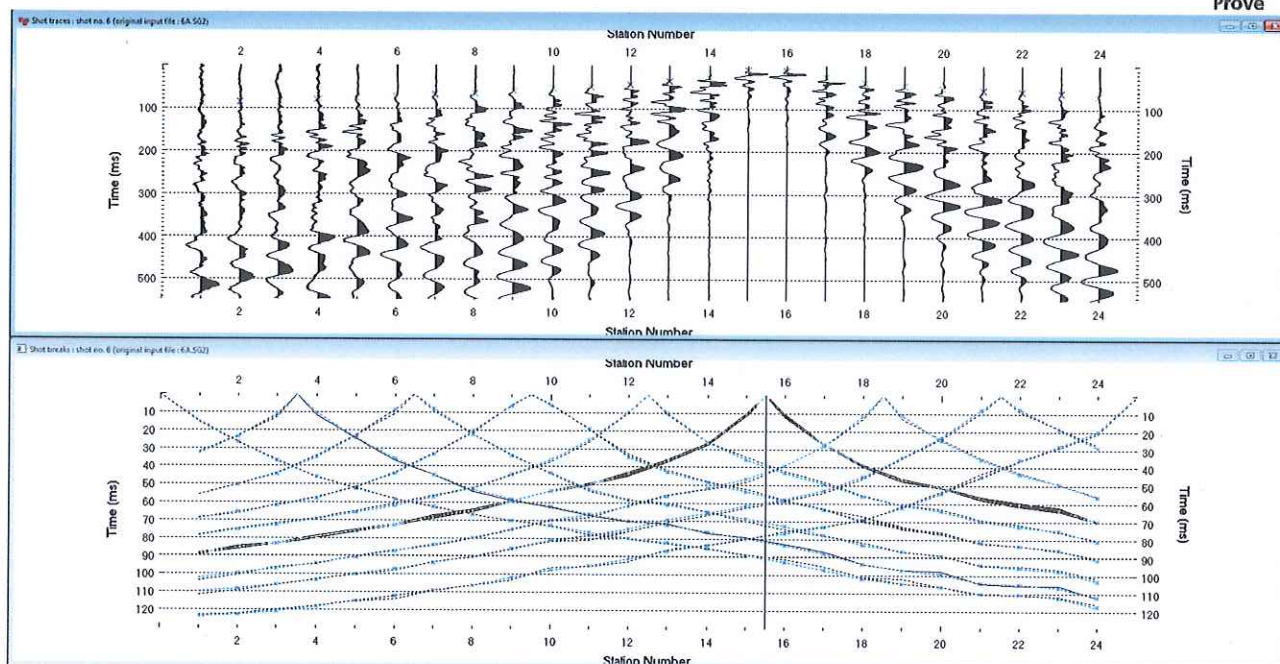 Prove
Shot traces : shot no. 6 (original input file : 6A.SG2)
Station Number
2 4 6 8 10 12 14 16 18 20 22 24
Time (ms)
100
200
300
400
500
Time (ms)
100
200
300
400
500
2 4 6 8 10 12 14 16 18 20 22 24
Station Number
Shot breaks : shot no. 6 (original input file : 6A.SG2)
Station Number
2 4 6 8 10 12 14 16 18 20 22 24
Time (ms)
10
20
30
40
50
60
70
80
90
100
110
120
Time (ms)
10
20
30
40
50
60
70
80
90
100
110
120
2 4 6 8 10 12 14 16 18 20 22 24
Station Number